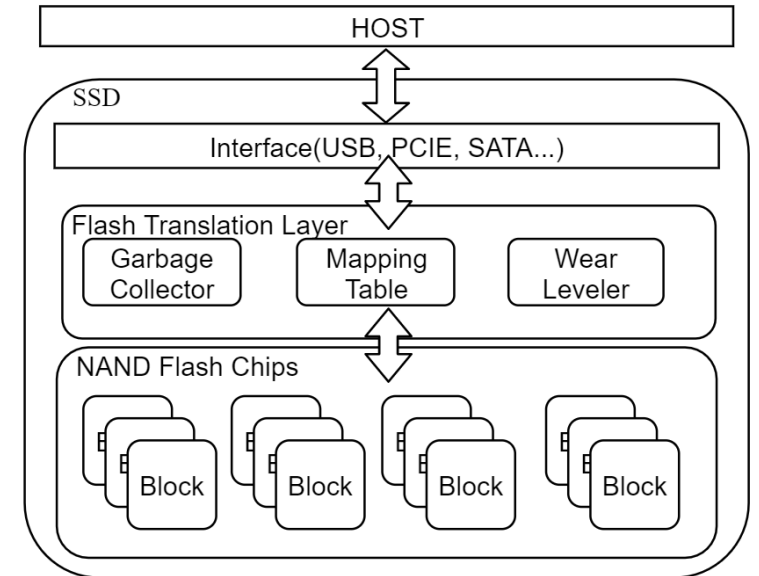 HOST
SSD
Interface(USB, PCIE, SATA...)
Flash Translation Layer
Garbage
Collector
Mapping
Table
Wear
Leveler
NAND Flash Chips
Block
Block
Block
Block